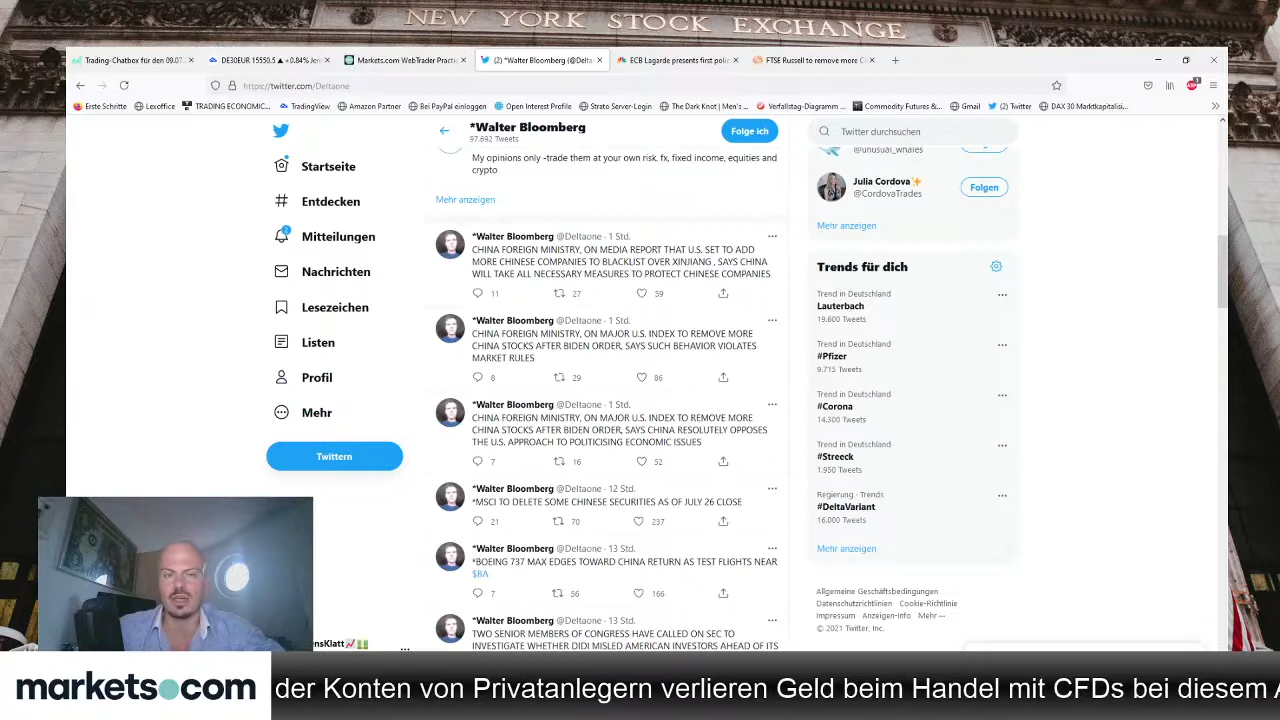 NEW YORK STOCK EXCHANGE
Trading-Chatbox für den 09.07.
DE30EUR 15550.5 ▲ +0.84%
Markets.com WebTrader Practic
(2) *Walter Bloomberg (@Delta
ECB Lagarde presents first polic
FTSE Russell to remove more C
https://twitter.com/Deltaone
Erste Schritte
Lexoffice
TRADING ECONOMIC...
TradingView
Amazon Partner
Bei PayPal einloggen
Open Interest Profile
Strato Server-Login
The Dark Knot | Men's ...
Verfallstag-Diagramm ...
Commodity Futures &...
Gmail
(2) Twitter
DAX 30 Marktkapitalisi...
Startseite
Entdecken
2
Mitteilungen
Nachrichten
Lesezeichen
Listen
Profil
Mehr
Twittern
*Walter Bloomberg
97.692 Tweets
Folge ich
My opinions only -trade them at your own risk. fx, fixed income, equities and
crypto
Mehr anzeigen
*Walter Bloomberg @Deltaone · 1 Std.
CHINA FOREIGN MINISTRY, ON MEDIA REPORT THAT U.S. SET TO ADD
MORE CHINESE COMPANIES TO BLACKLIST OVER XINJIANG , SAYS CHINA
WILL TAKE ALL NECESSARY MEASURES TO PROTECT CHINESE COMPANIES
11 27 59
*Walter Bloomberg @Deltaone · 1 Std.
CHINA FOREIGN MINISTRY, ON MAJOR U.S. INDEX TO REMOVE MORE
CHINA STOCKS AFTER BIDEN ORDER, SAYS SUCH BEHAVIOR VIOLATES
MARKET RULES
8 29 86
*Walter Bloomberg @Deltaone · 1 Std.
CHINA FOREIGN MINISTRY, ON MAJOR U.S. INDEX TO REMOVE MORE
CHINA STOCKS AFTER BIDEN ORDER, SAYS CHINA RESOLUTELY OPPOSES
THE U.S. APPROACH TO POLITICISING ECONOMIC ISSUES
7 16 52
*Walter Bloomberg @Deltaone · 12 Std.
*MSCI TO DELETE SOME CHINESE SECURITIES AS OF JULY 26 CLOSE
21 70 237
*Walter Bloomberg @Deltaone · 13 Std.
*BOEING 737 MAX EDGES TOWARD CHINA RETURN AS TEST FLIGHTS NEAR
$BA
7 56 166
*Walter Bloomberg @Deltaone · 13 Std.
TWO SENIOR MEMBERS OF CONGRESS HAVE CALLED ON SEC TO
INVESTIGATE WHETHER DIDI MISLED AMERICAN INVESTORS AHEAD OF ITS
Twitter durchsuchen
@unusual_whales
Julia Cordova✨
@CordovaTrades
Folgen
Mehr anzeigen
Trends für dich
Trend in Deutschland
Lauterbach
19.600 Tweets
Trend in Deutschland
#Pfizer
9.715 Tweets
Trend in Deutschland
#Corona
14.300 Tweets
Trend in Deutschland
#Streeck
1.950 Tweets
Regierung · Trends
#DeltaVariant
16.000 Tweets
Mehr anzeigen
Allgemeine Geschäftsbedingungen
Datenschutzrichtlinien Cookie-Richtlinie
Impressum Anzeigen-Info Mehr ···
© 2021 Twitter, Inc.
ensKlatt📈💵
markets.com
der Konten von Privatanlegern verlieren Geld beim Handel mit CFDs bei diesem A